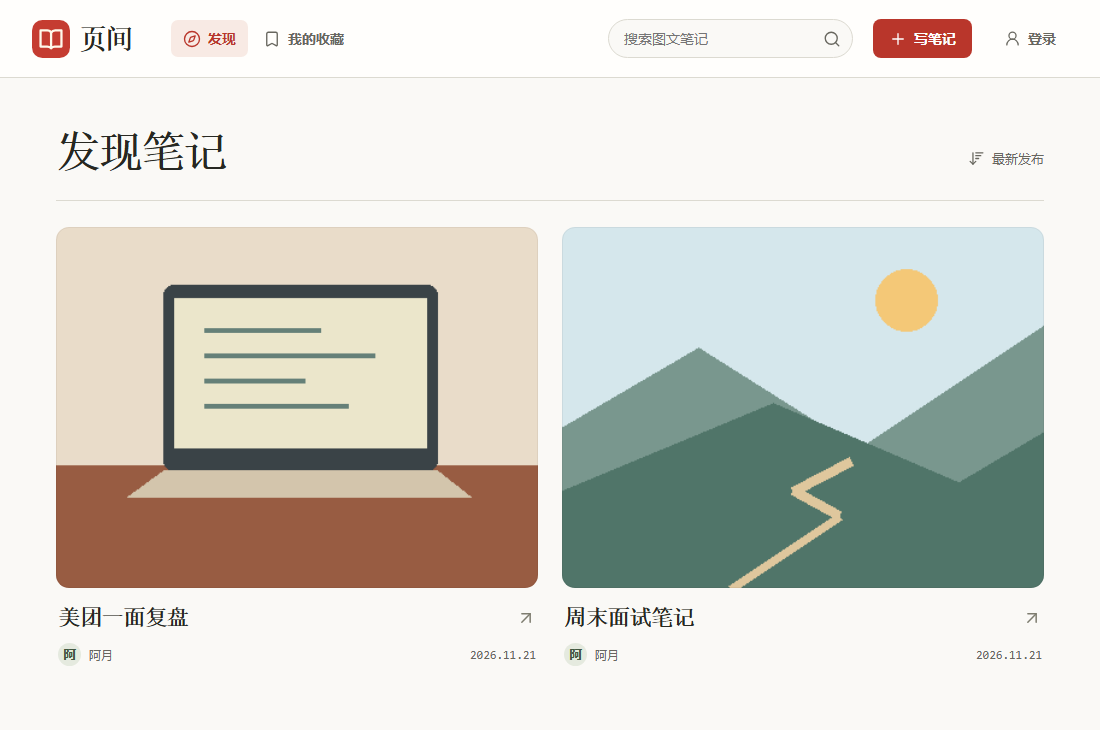 页间
发现
我的收藏
搜索图文笔记
写笔记
登录
发现笔记
最新发布
美团一面复盘
阿 阿月 2026.11.21
周末面试笔记
阿 阿月 2026.11.21